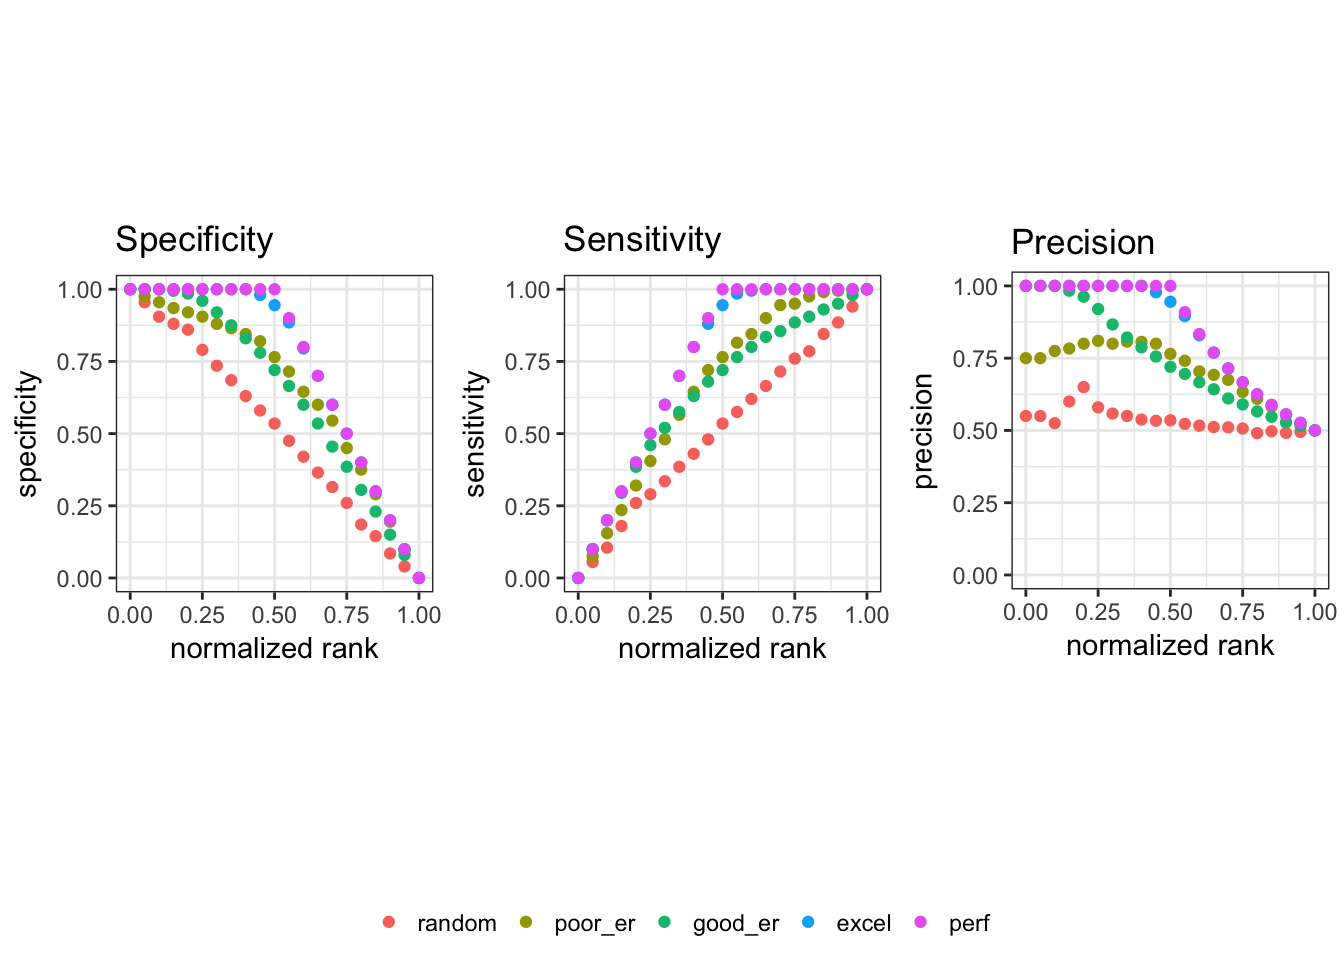 Specificity
specificity
1.00
0.75
0.50
0.25
0.00
0.00 0.25 0.50 0.75 1.00
normalized rank
Sensitivity
sensitivity
1.00
0.75
0.50
0.25
0.00
0.00 0.25 0.50 0.75 1.00
normalized rank
Precision
precision
1.00
0.75
0.50
0.25
0.00
0.00 0.25 0.50 0.75 1.00
normalized rank
random poor_er good_er excel perf